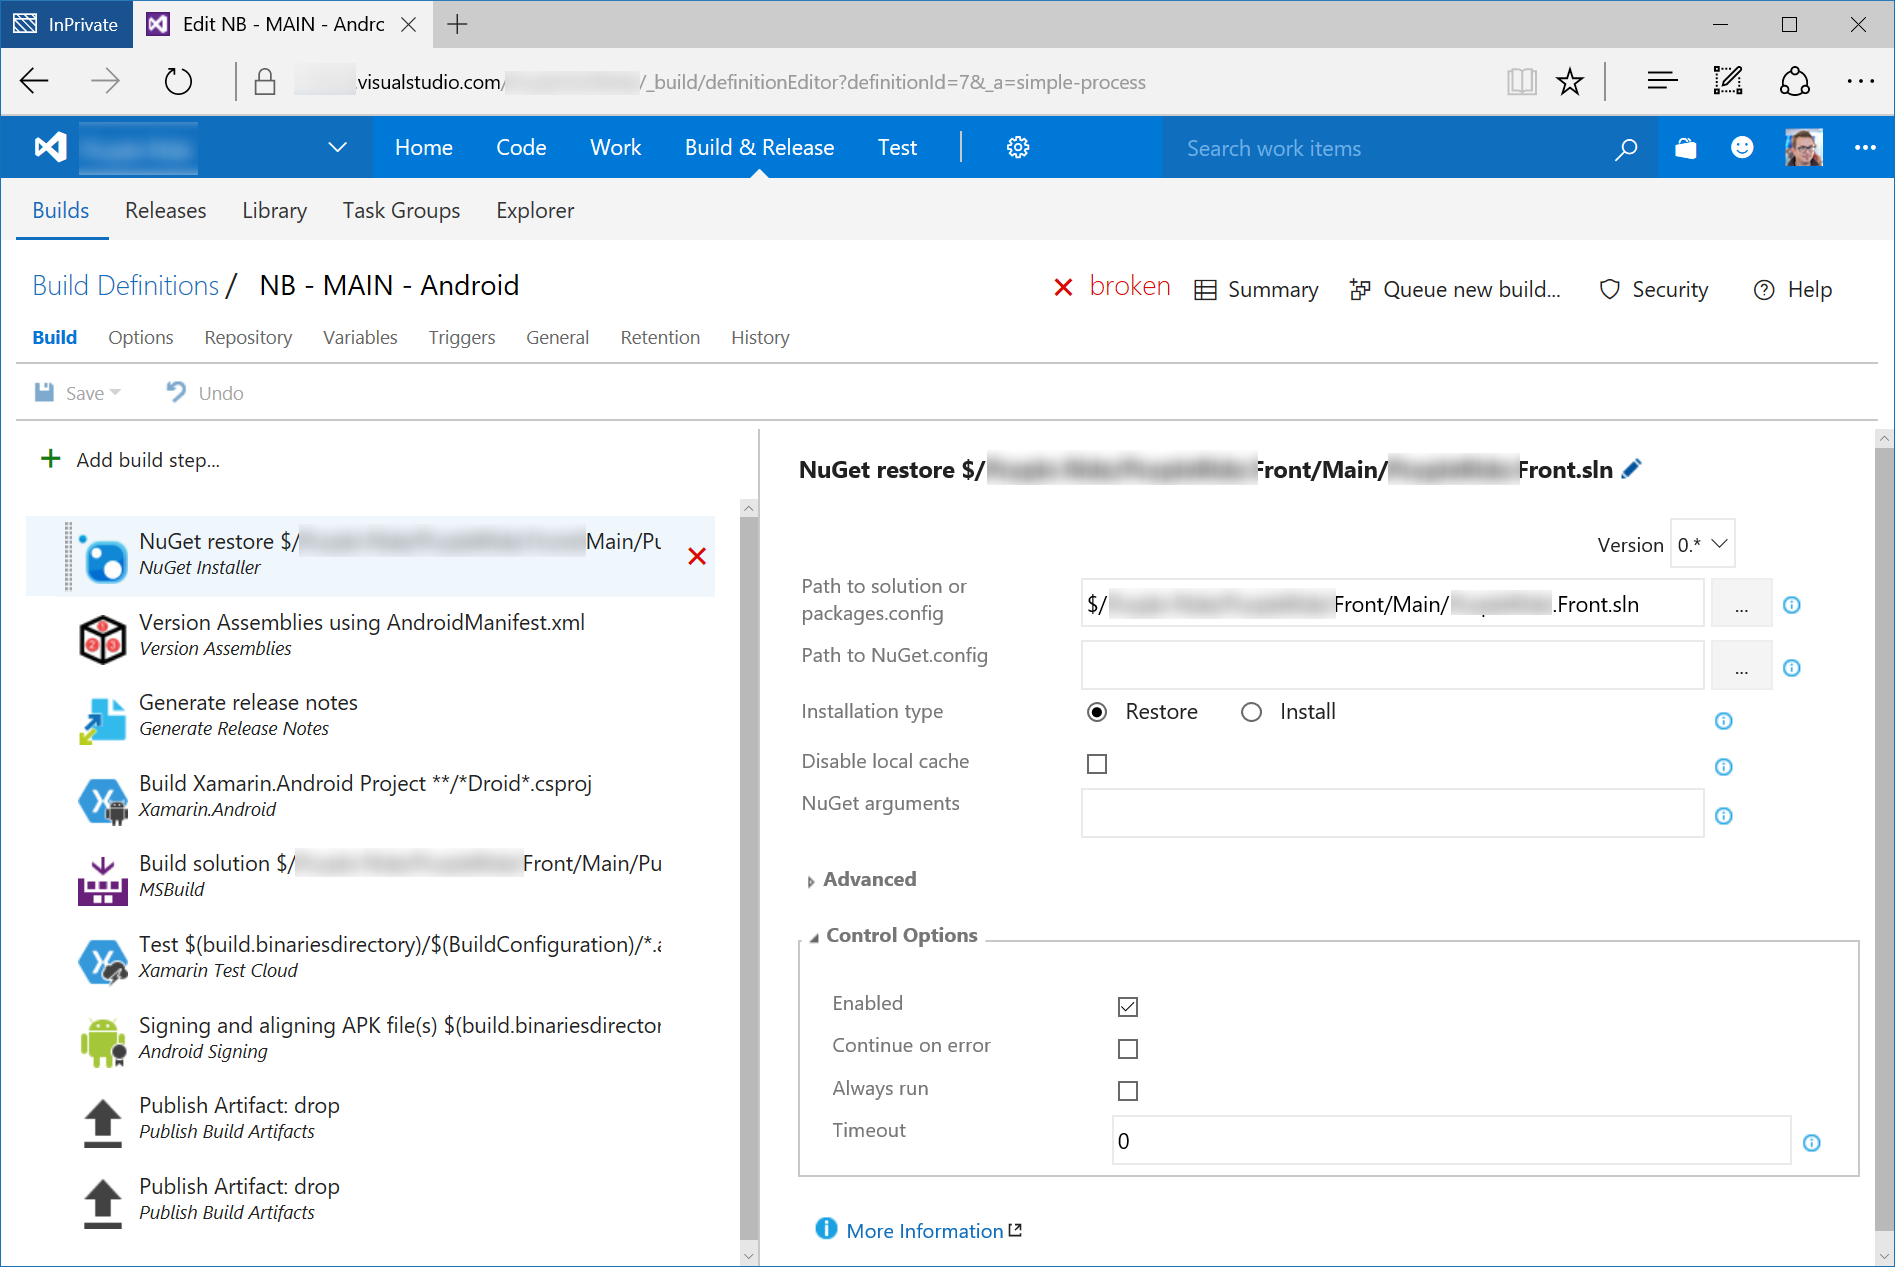 InPrivate
Edit NB - MAIN - Andrc
.visualstudio.com/ /_build/definitionEditor?definitionId=7&_a=simple-process
Home Code Work Build & Release Test
Search work items
Builds Releases Library Task Groups Explorer
Build Definitions / NB - MAIN - Android
broken Summary Queue new build... Security Help
Build Options Repository Variables Triggers General Retention History
Save Undo
Add build step...
NuGet restore $/ Main/Pu
NuGet Installer
Version Assemblies using AndroidManifest.xml
Version Assemblies
Generate release notes
Generate Release Notes
Build Xamarin.Android Project **/*Droid*.csproj
Xamarin.Android
Build solution $/ Front/Main/Pu
MSBuild
Test $(build.binariesdirectory)/$(BuildConfiguration)/*.a
Xamarin Test Cloud
Signing and aligning APK file(s) $(build.binariesdirector
Android Signing
Publish Artifact: drop
Publish Build Artifacts
Publish Artifact: drop
Publish Build Artifacts
NuGet restore $/ Front/Main/ Front.sln
Version 0.*
Path to solution or
packages.config
$/ Front/Main/ .Front.sln
...
Path to NuGet.config
...
Installation type
Restore Install
Disable local cache
NuGet arguments
Advanced
Control Options
Enabled
Continue on error
Always run
Timeout
0
More Information